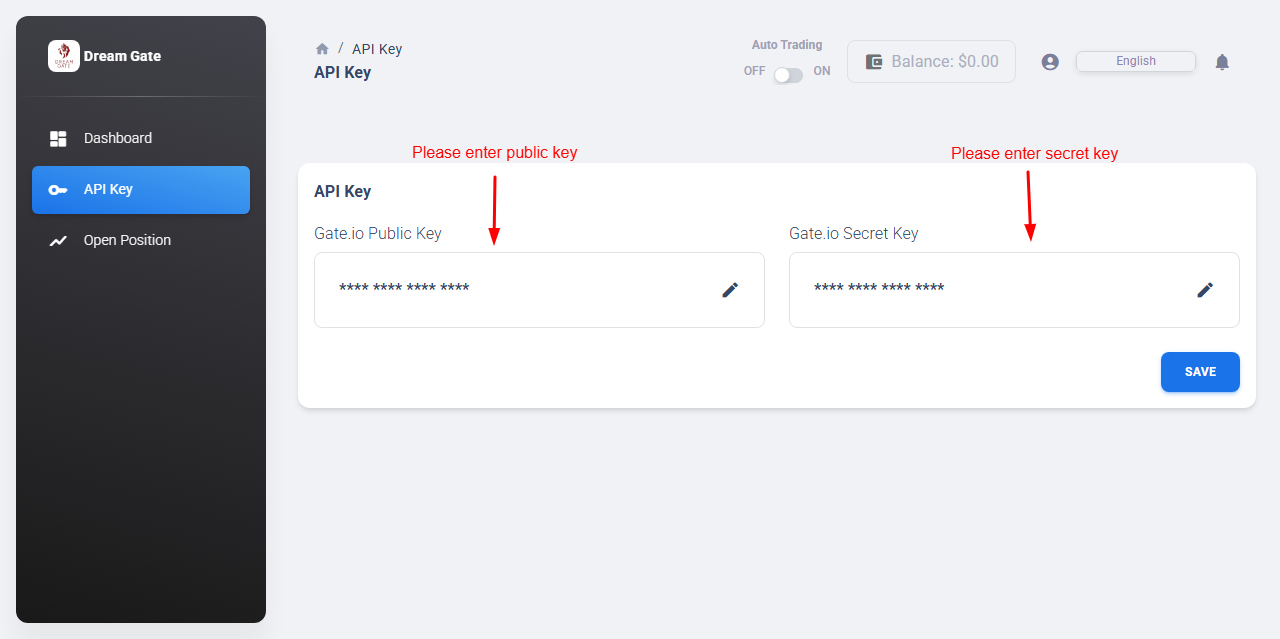 Dream Gate
DREAM
GATE
Dashboard
API Key
Open Position
/ API Key
API Key
Auto Trading
OFF ON
Balance: $0.00
English
Please enter public key
Please enter secret key
API Key
Gate.io Public Key
**** **** **** ****
Gate.io Secret Key
**** **** **** ****
SAVE